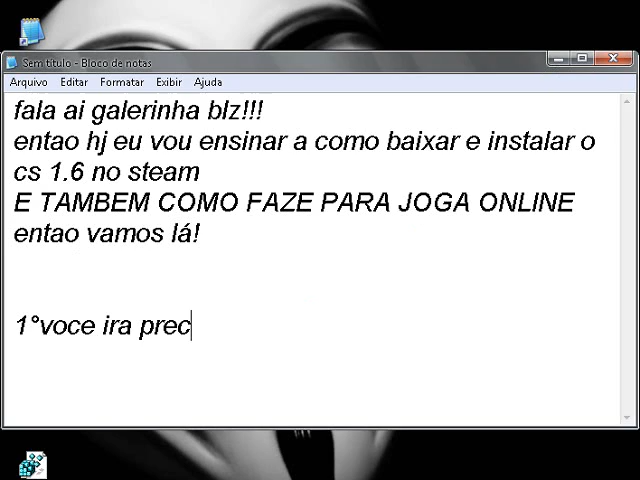 Sem título - Bloco de notas
Arquivo Editar Formatar Exibir Ajuda
fala ai galerinha blz!!!
entao hj eu vou ensinar a como baixar e instalar o
cs 1.6 no steam
E TAMBEM COMO FAZE PARA JOGA ONLINE
entao vamos lá!
1°voce ira prec